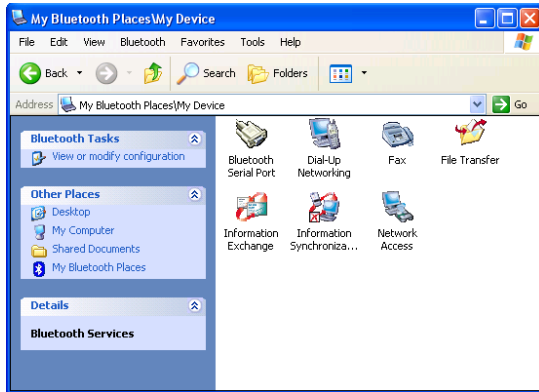 My Bluetooth Places\My Device
File Edit View Bluetooth Favorites Tools Help
Back Search Folders
Address My Bluetooth Places\My Device Go
Bluetooth Tasks
View or modify configuration
Other Places
Desktop
My Computer
Shared Documents
My Bluetooth Places
Details
Bluetooth Services
Bluetooth
Serial Port
Dial-Up
Networking
Fax
File Transfer
Information
Exchange
Information
Synchroniza...
Network
Access